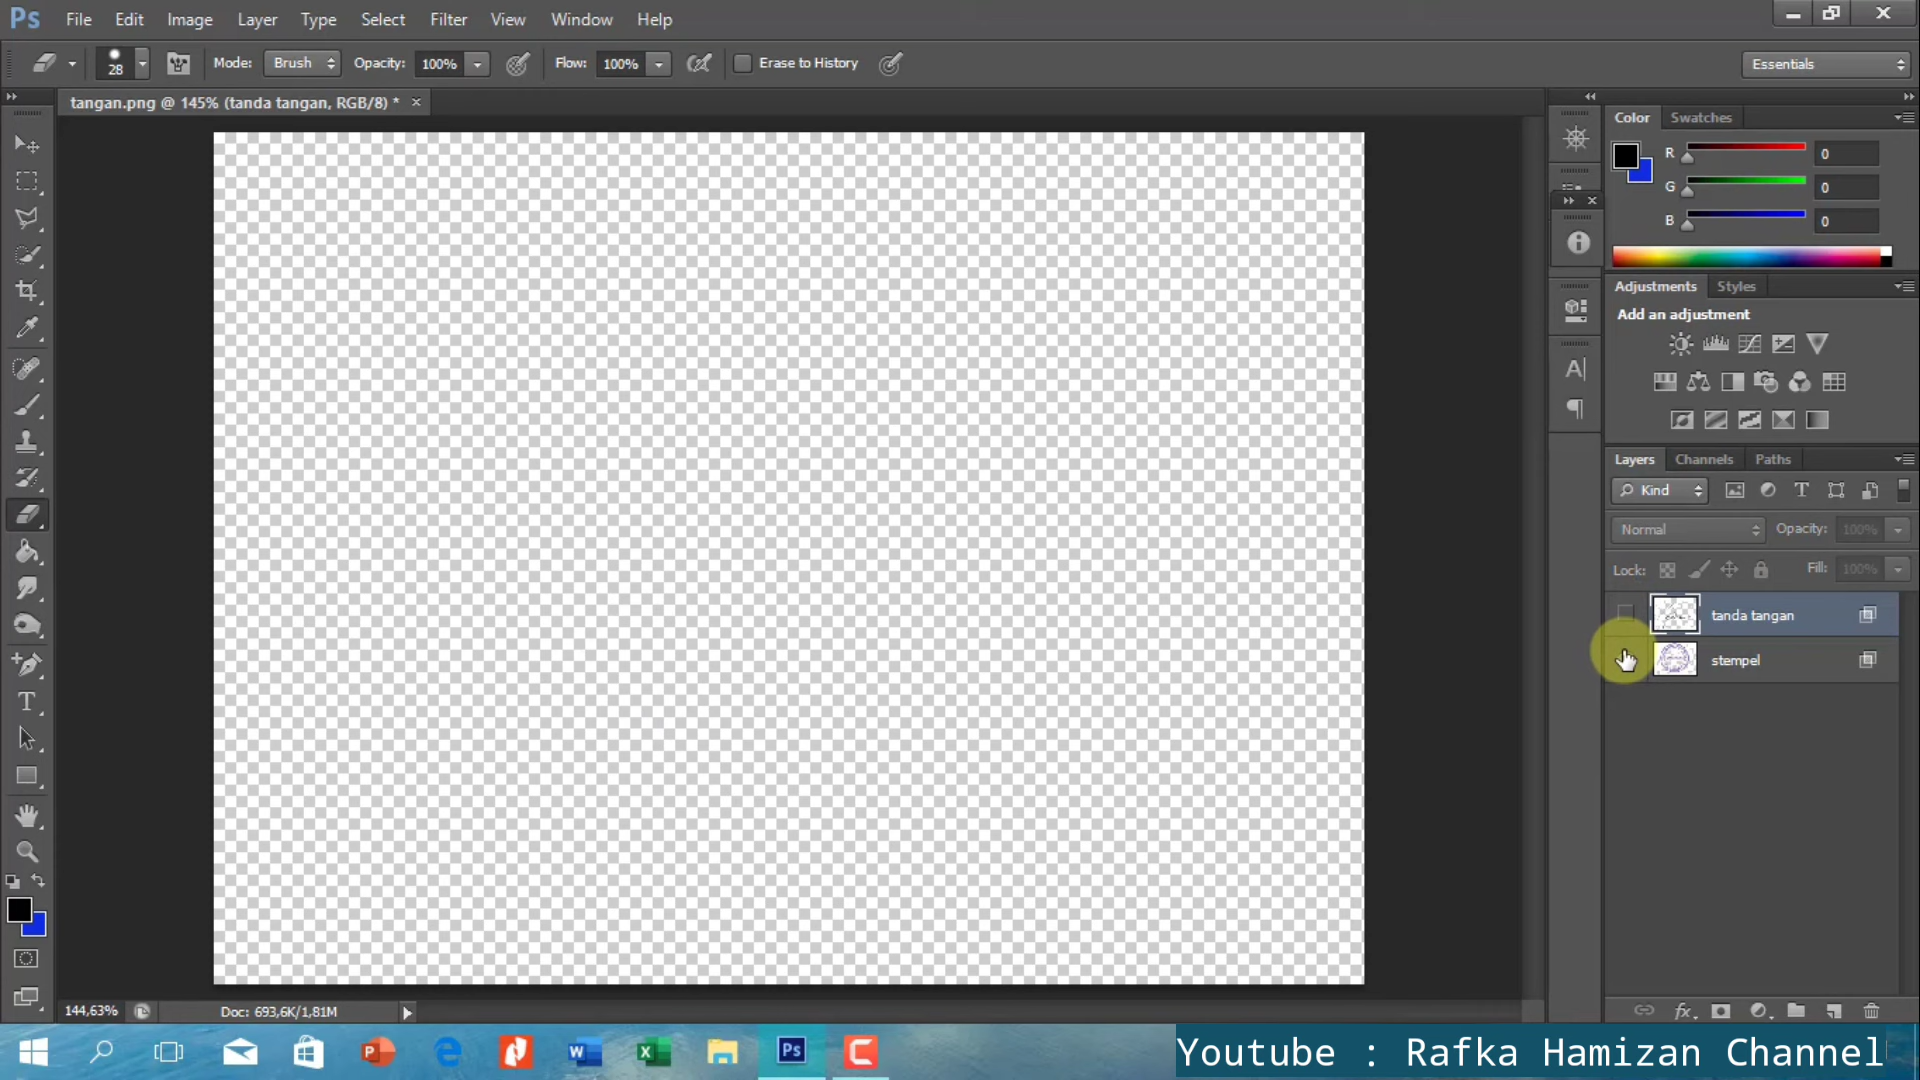 Ps File Edit Image Layer Type Select Filter View Window Help
28 Mode: Brush Opacity: 100% Flow: 100% Erase to History Essentials
tangan.png @ 145% (tanda tangan, RGB/8) *
Color Swatches
R 0
G 0
B 0
Adjustments Styles
Add an adjustment
Layers Channels Paths
Kind
Normal Opacity: 100%
Lock: Fill: 100%
tanda tangan
stempel
144,63% Doc: 693,6K/1,81M
Youtube : Rafka Hamizan Channel